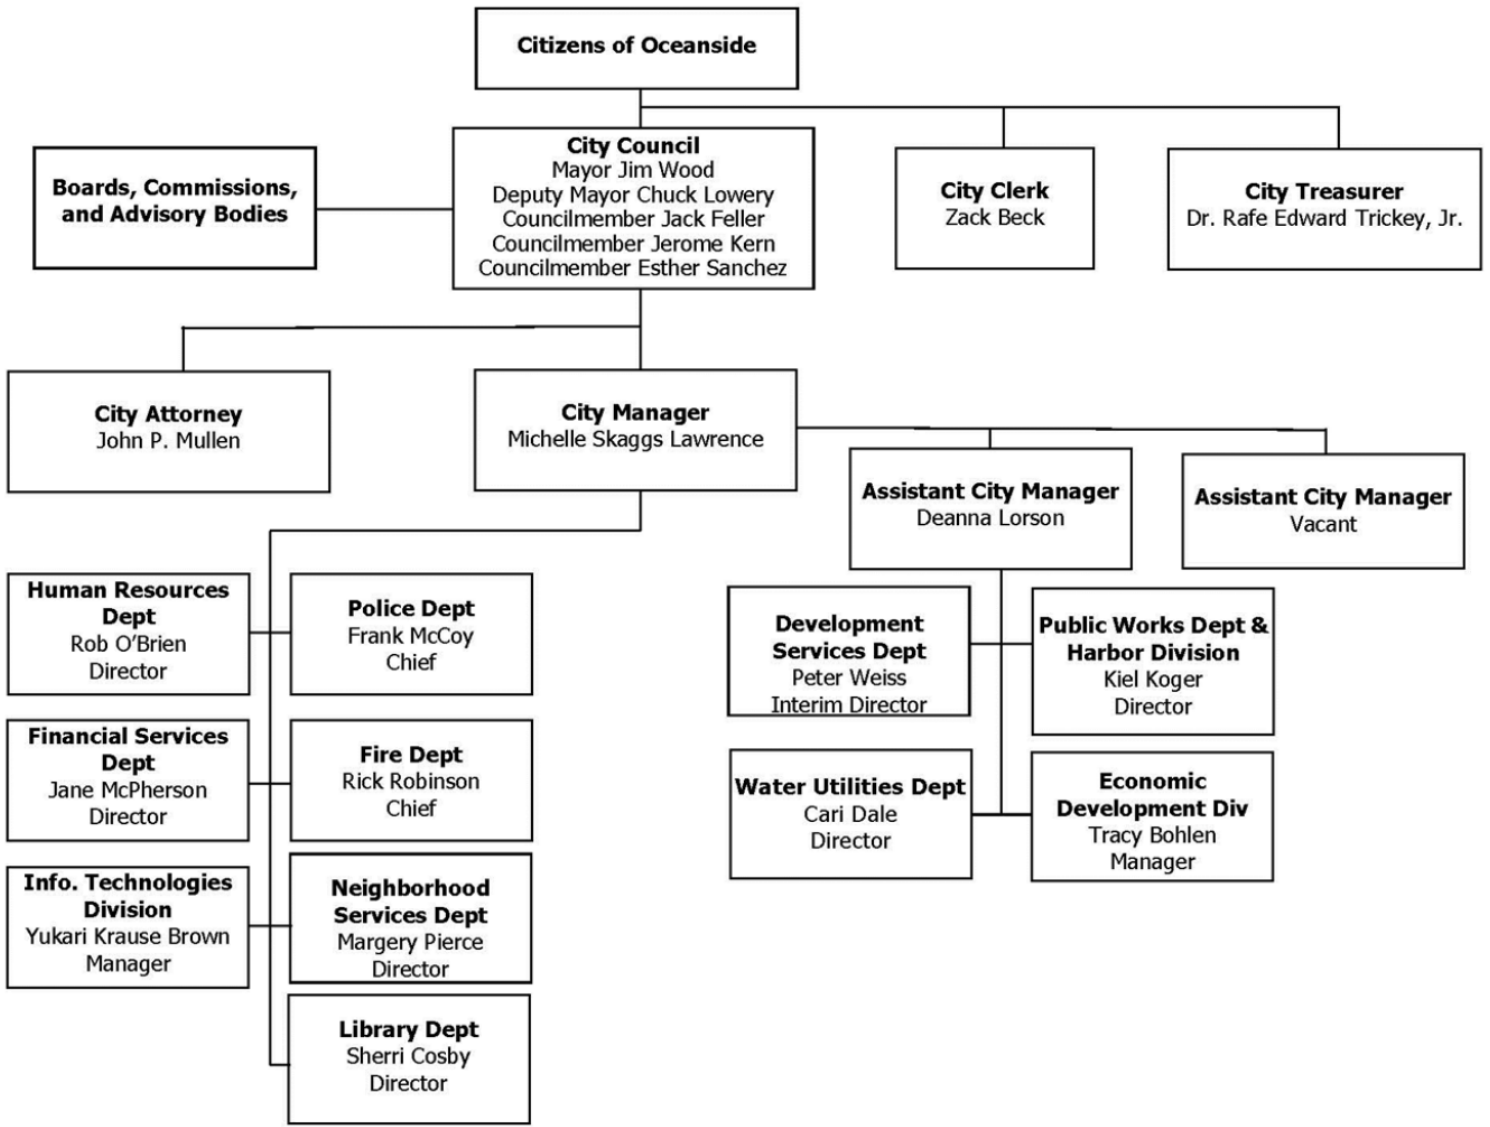 Citizens of Oceanside
Boards, Commissions,
and Advisory Bodies
City Council
Mayor Jim Wood
Deputy Mayor Chuck Lowery
Councilmember Jack Feller
Councilmember Jerome Kern
Councilmember Esther Sanchez
City Clerk
Zack Beck
City Treasurer
Dr. Rafe Edward Trickey, Jr.
City Attorney
John P. Mullen
City Manager
Michelle Skaggs Lawrence
Assistant City Manager
Deanna Lorson
Assistant City Manager
Vacant
Human Resources
Dept
Rob O’Brien
Director
Police Dept
Frank McCoy
Chief
Financial Services
Dept
Jane McPherson
Director
Fire Dept
Rick Robinson
Chief
Info. Technologies
Division
Yukari Krause Brown
Manager
Neighborhood
Services Dept
Margery Pierce
Director
Library Dept
Sherri Cosby
Director
Development
Services Dept
Peter Weiss
Interim Director
Public Works Dept &
Harbor Division
Kiel Koger
Director
Water Utilities Dept
Cari Dale
Director
Economic
Development Div
Tracy Bohlen
Manager